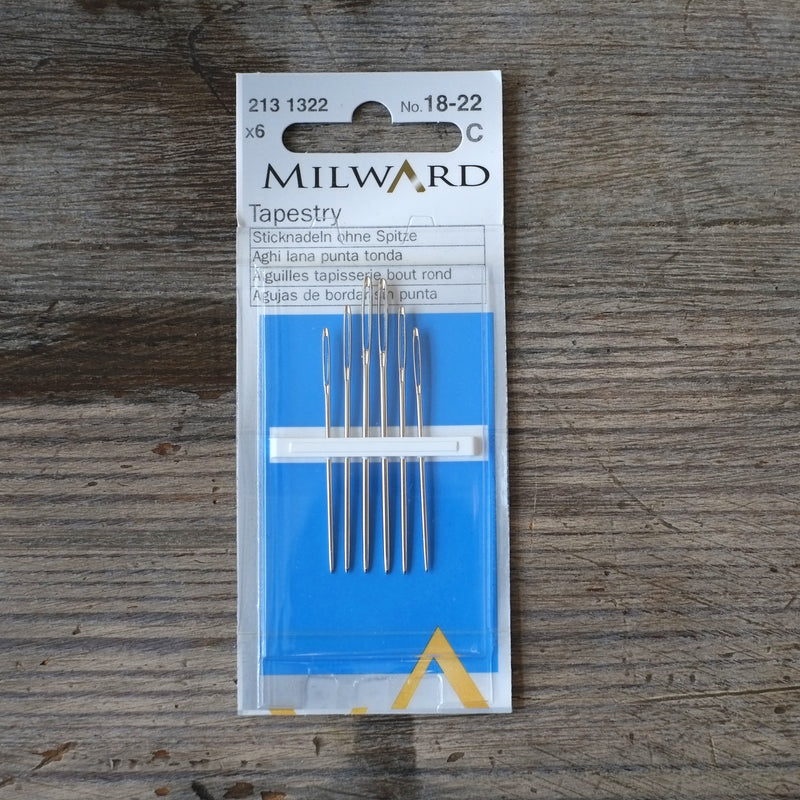 213 1322 No. 18-22
x6 C
MILWARD
Tapestry
Sticknadeln ohne Spitze
Aghi lana punta tonda
Aiguilles tapisserie bout rond
Agujas de bordar sin punta